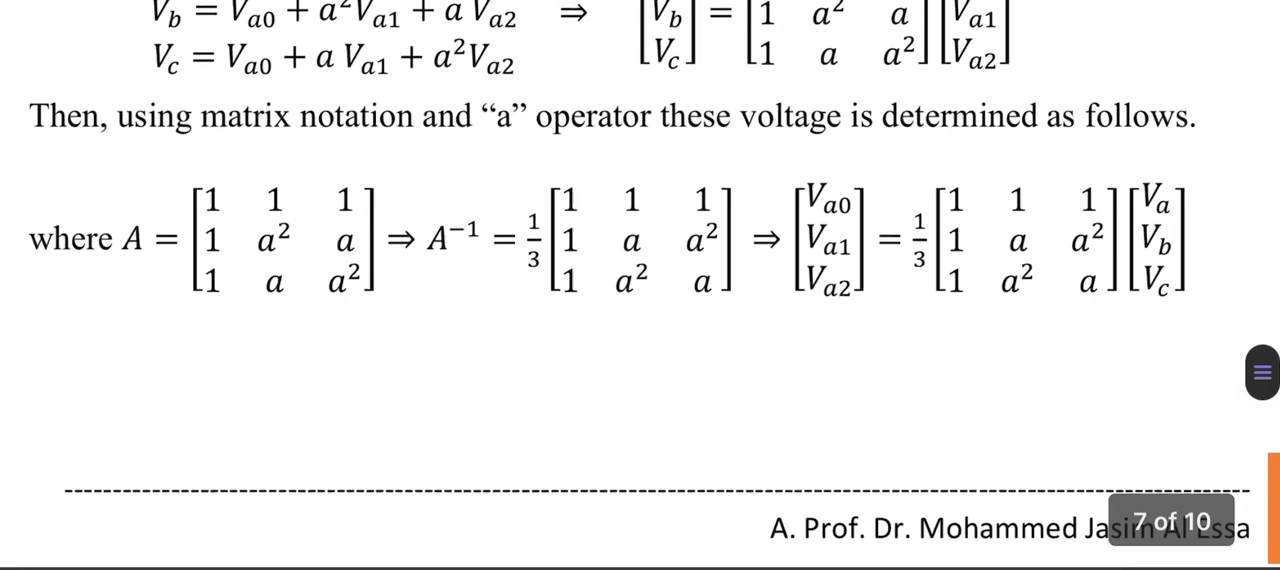 V_b = V_a0 + a²V_a1 + a V_a2 ⇒ [V_b] = [1 a² a] [V_a1]
V_c = V_a0 + a V_a1 + a²V_a2 [V_c] [1 a a²] [V_a2]
Then, using matrix notation and “a” operator these voltage is determined as follows.
where A = [1 1 1; 1 a² a; 1 a a²] ⇒ A⁻¹ = 1/3 [1 1 1; 1 a a²; 1 a² a] ⇒ [V_a0; V_a1; V_a2] = 1/3 [1 1 1; 1 a a²; 1 a² a] [V_a; V_b; V_c]
A. Prof. Dr. Mohammed Jasim Al Essa
7 of 10